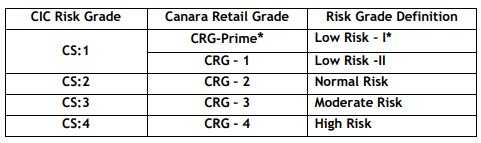 CIC Risk Grade Canara Retail Grade Risk Grade Definition
CS:1 CRG-Prime* Low Risk - I*
CRG - 1 Low Risk -II
CS:2 CRG - 2 Normal Risk
CS:3 CRG - 3 Moderate Risk
CS:4 CRG - 4 High Risk